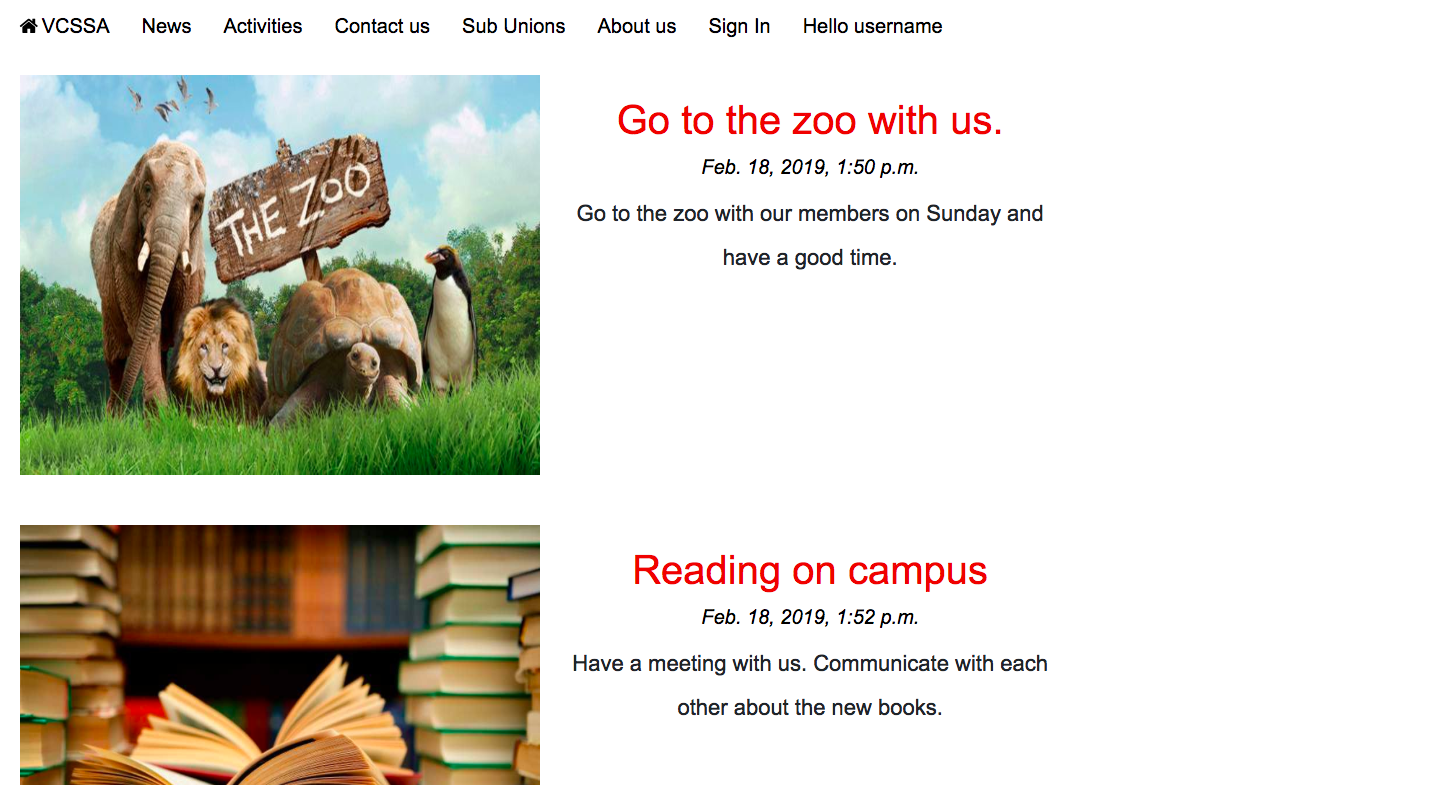 VCSSA News Activities Contact us Sub Unions About us Sign In Hello username
THE ZOO
Go to the zoo with us.
Feb. 18, 2019, 1:50 p.m.
Go to the zoo with our members on Sunday and
have a good time.
Reading on campus
Feb. 18, 2019, 1:52 p.m.
Have a meeting with us. Communicate with each
other about the new books.